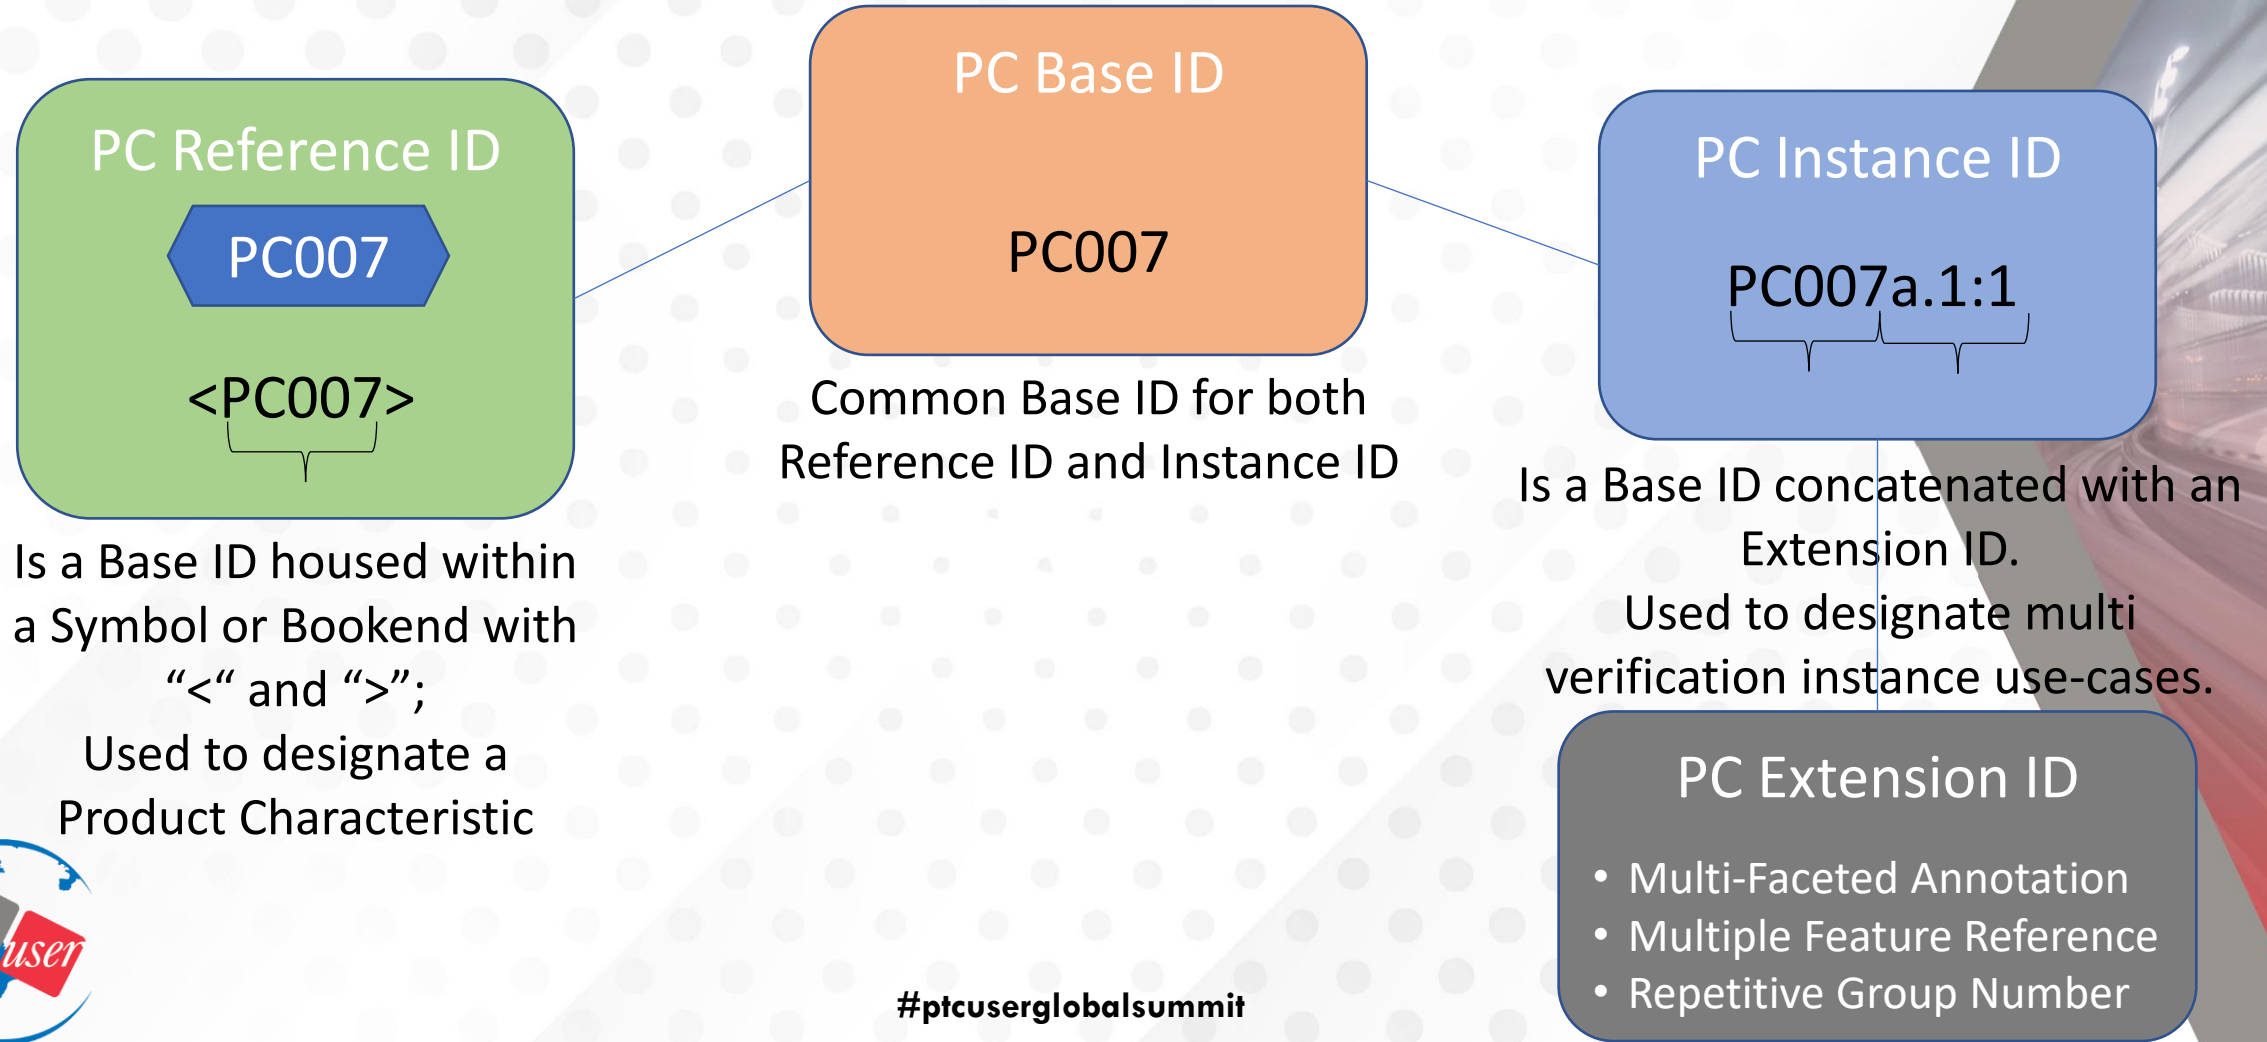 PC Reference ID
PC007
<PC007>
Is a Base ID housed within
a Symbol or Bookend with
“<“ and “>”;
Used to designate a
Product Characteristic
PC Base ID
PC007
Common Base ID for both
Reference ID and Instance ID
PC Instance ID
PC007a.1:1
Is a Base ID concatenated with an
Extension ID.
Used to designate multi
verification instance use-cases.
PC Extension ID
• Multi-Faceted Annotation
• Multiple Feature Reference
• Repetitive Group Number
user
#ptcuserglobalsummit